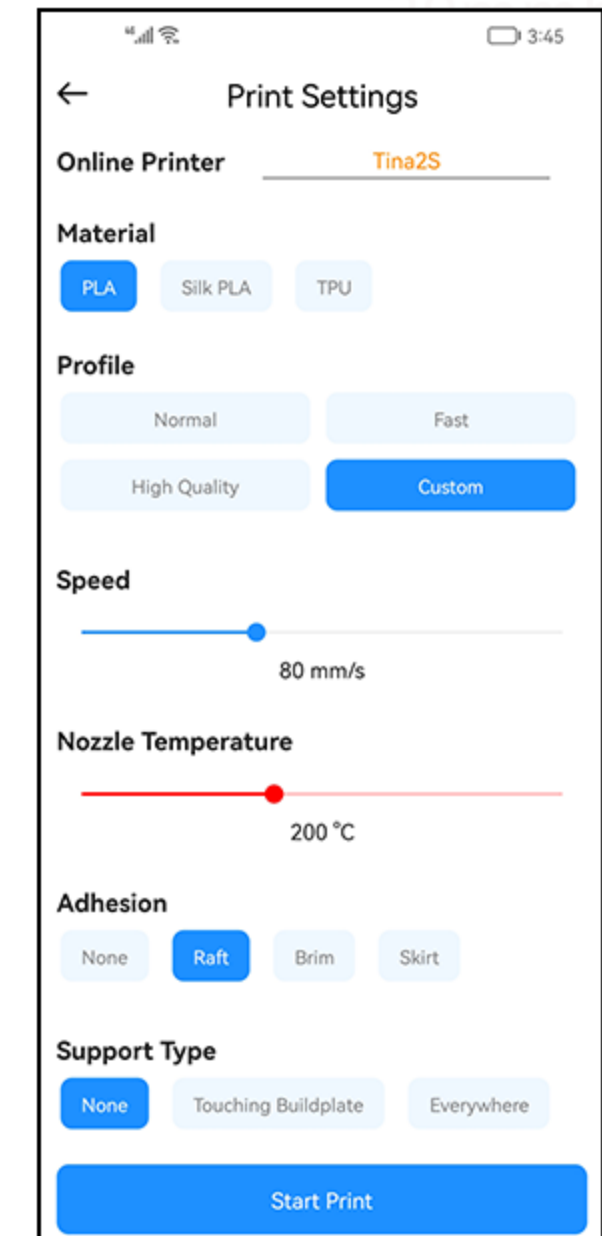 3:45
Print Settings
Online Printer Tina2S
Material
PLA Silk PLA TPU
Profile
Normal Fast
High Quality Custom
Speed
80 mm/s
Nozzle Temperature
200 °C
Adhesion
None Raft Brim Skirt
Support Type
None Touching Buildplate Everywhere
Start Print